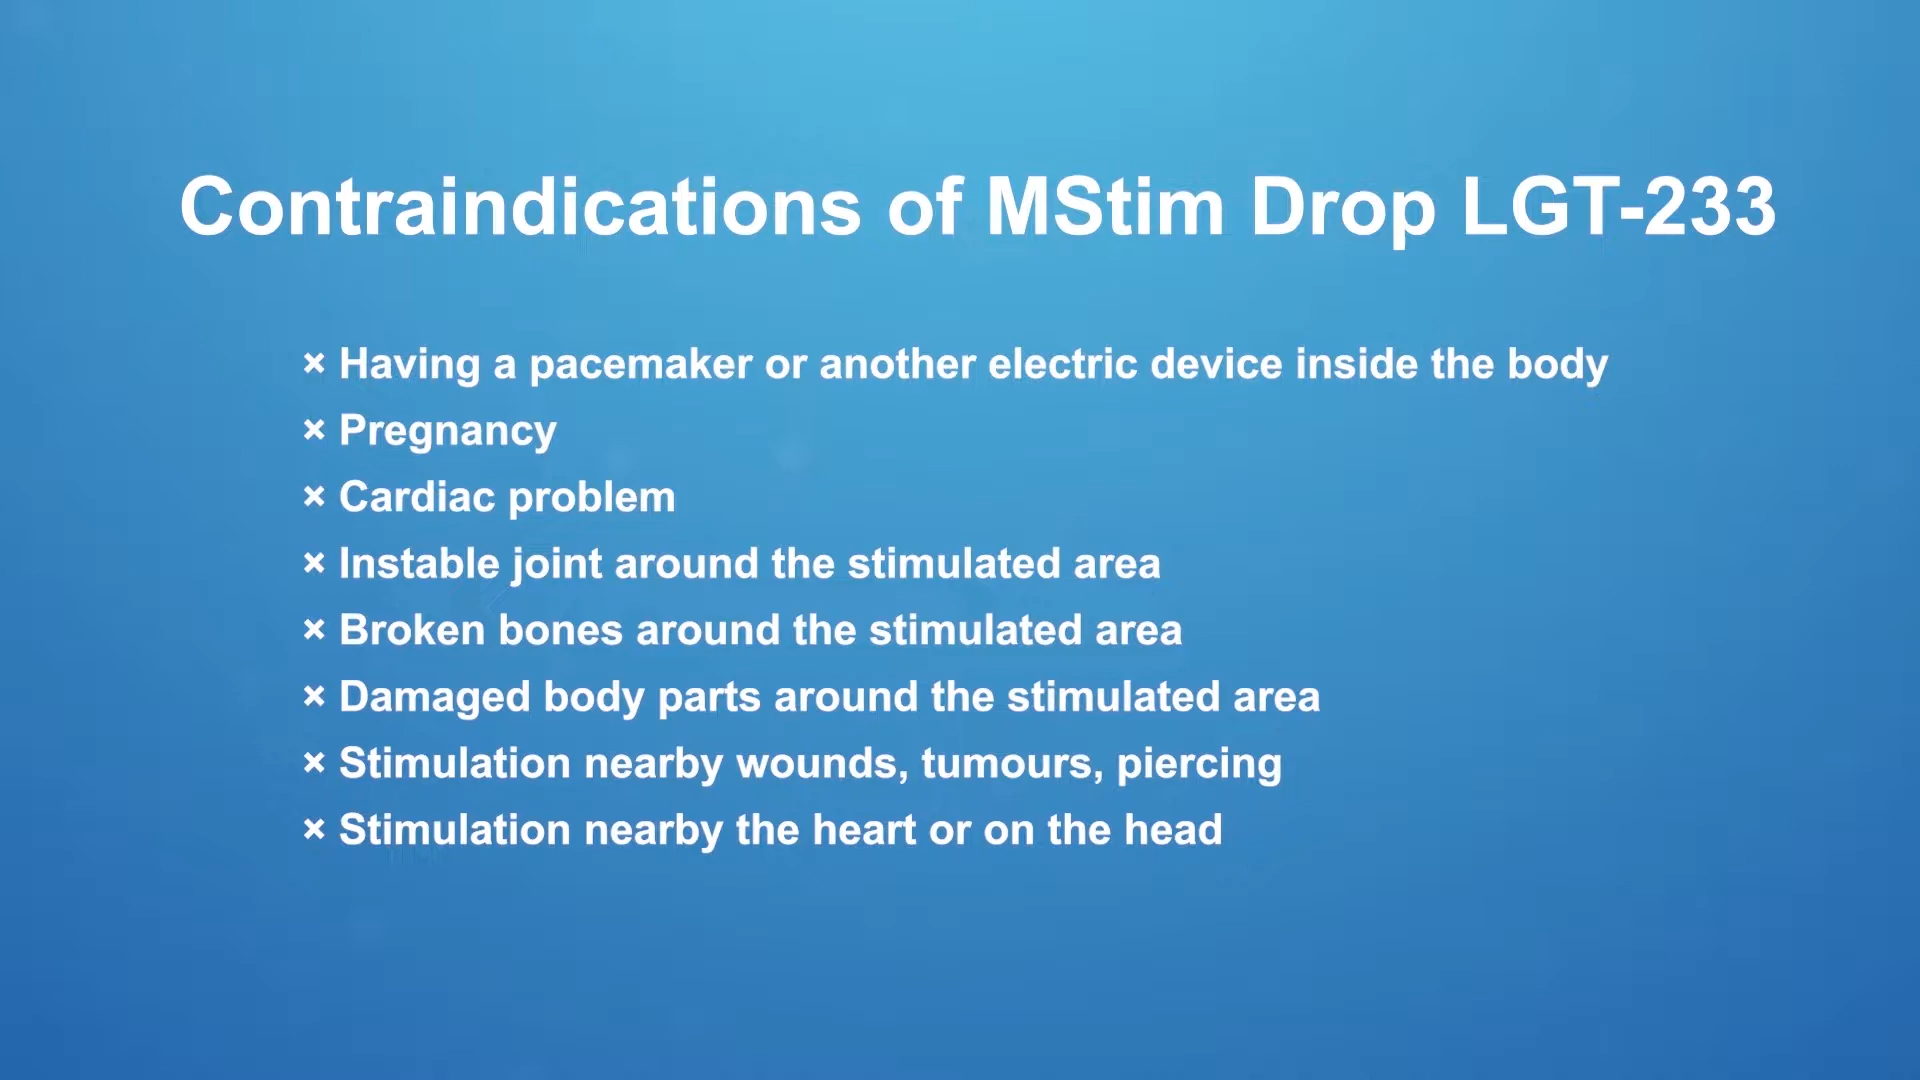 Contraindications of MStim Drop LGT-233
× Having a pacemaker or another electric device inside the body
× Pregnancy
× Cardiac problem
× Instable joint around the stimulated area
× Broken bones around the stimulated area
× Damaged body parts around the stimulated area
× Stimulation nearby wounds, tumours, piercing
× Stimulation nearby the heart or on the head